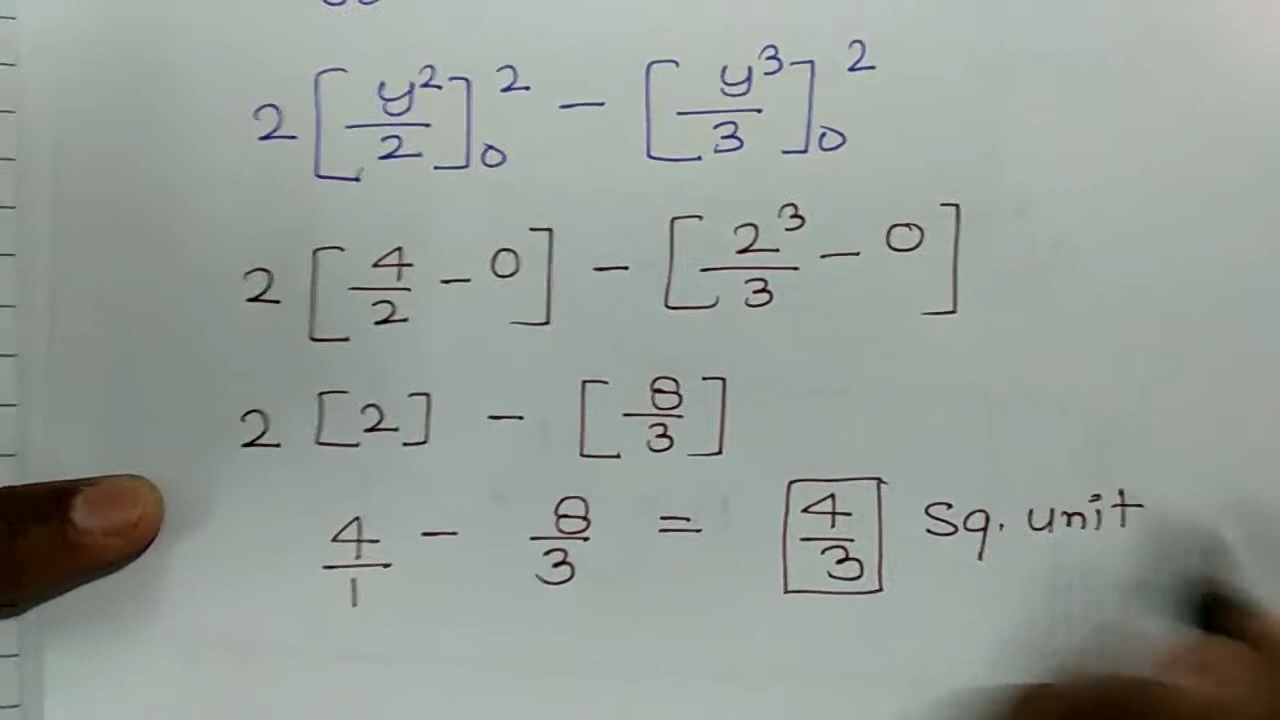 2 [y²/2]₀² − [y³/3]₀²
2 [4/2 − 0] − [2³/3 − 0]
2 [2] − [8/3]
4/1 − 8/3 = 4/3 Sq. unit